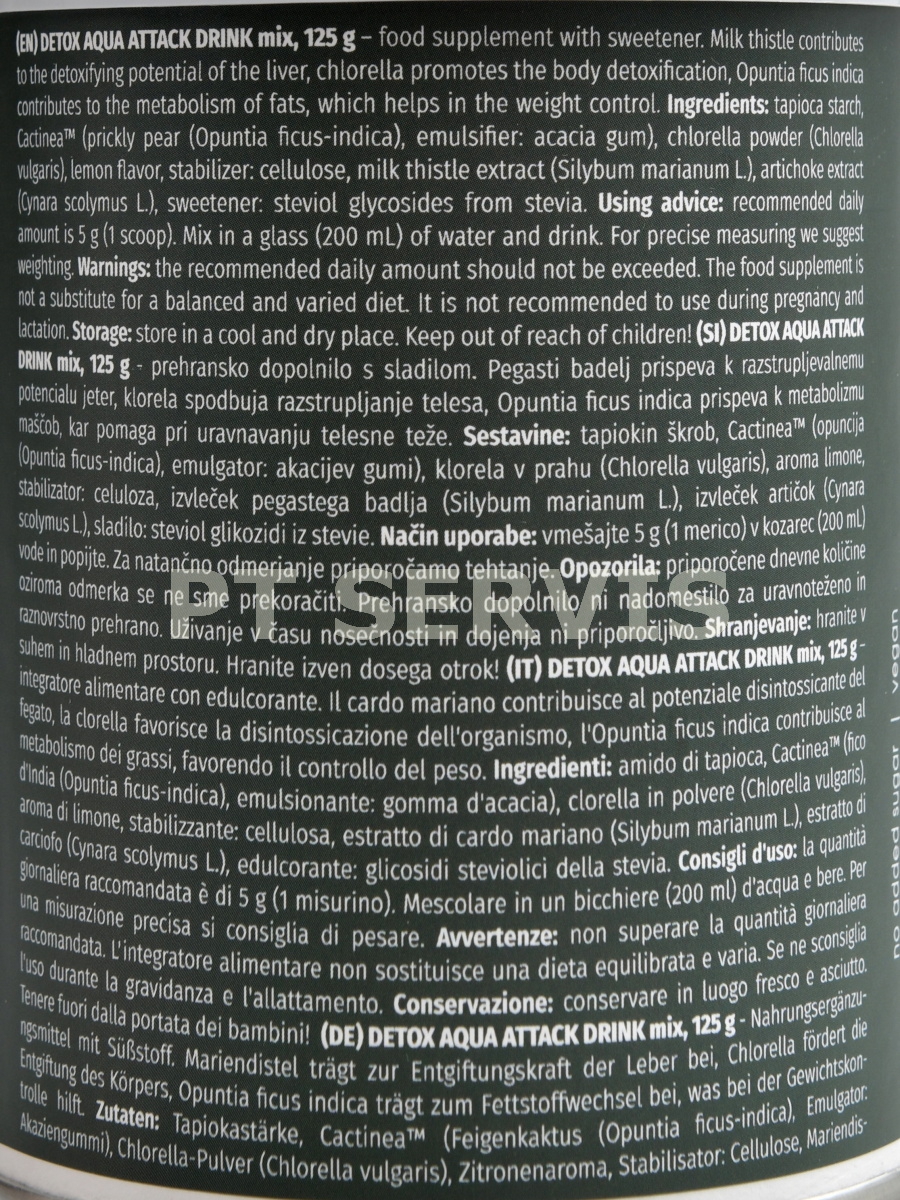 (EN) DETOX AQUA ATTACK DRINK mix, 125 g – food supplement with sweetener. Milk thistle contributes
to the detoxifying potential of the liver, chlorella promotes the body detoxification, Opuntia ficus indica
contributes to the metabolism of fats, which helps in the weight control. Ingredients: tapioca starch,
Cactinea™ (prickly pear (Opuntia ficus-indica), emulsifier: acacia gum), chlorella powder (Chlorella
vulgaris), lemon flavor, stabilizer: cellulose, milk thistle extract (Silybum marianum L.), artichoke extract
(Cynara scolymus L.), sweetener: steviol glycosides from stevia. Using advice: recommended daily
amount is 5 g (1 scoop). Mix in a glass (200 mL) of water and drink. For precise measuring we suggest
weighting. Warnings: the recommended daily amount should not be exceeded. The food supplement is
not a substitute for a balanced and varied diet. It is not recommended to use during pregnancy and
lactation. Storage: store in a cool and dry place. Keep out of reach of children! (SI) DETOX AQUA ATTACK
DRINK mix, 125 g - prehransko dopolnilo s sladilom. Pegasti badelj prispeva k razstrupljevalnemu
potencialu jeter, klorela spodbuja razstrupljanje telesa, Opuntia ficus indica prispeva k metabolizmu
maščob, kar pomaga pri uravnavanju telesne teže. Sestavine: tapiokin škrob, Cactinea™ (opuncija
(Opuntia ficus-indica), emulgator: akacijev gumi), klorela v prahu (Chlorella vulgaris), aroma limone,
stabilizator: celuloza, izvleček pegastega badlja (Silybum marianum L.), izvleček artičok (Cynara
scolymus L.), sladilo: steviol glikozidi iz stevie. Način uporabe: vmešajte 5 g (1 merico) v kozarec (200 mL)
vode in popijte. Za natančno odmerjanje priporočamo tehtanje. Opozorila: priporočene dnevne količine
oziroma odmerka se ne sme prekoračiti. Prehransko dopolnilo ni nadomestilo za uravnoteženo in
raznovrstno prehrano. Uživanje v času nosečnosti in dojenja ni priporočljivo. Shranjevanje: hranite v
suhem in hladnem prostoru. Hranite izven dosega otrok! (IT) DETOX AQUA ATTACK DRINK mix, 125 g -
integratore alimentare con edulcorante. Il cardo mariano contribuisce al potenziale disintossicante del
fegato, la clorella favorisce la disintossicazione dell'organismo, l'Opuntia ficus indica contribuisce al
metabolismo dei grassi, favorendo il controllo del peso. Ingredienti: amido di tapioca, Cactinea™ (fico
d'India (Opuntia ficus-indica), emulsionante: gomma d'acacia), clorella in polvere (Chlorella vulgaris),
aroma di limone, stabilizzante: cellulosa, estratto di cardo mariano (Silybum marianum L.), estratto di
carciofo (Cynara scolymus L.), edulcorante: glicosidi steviolici della stevia. Consigli d'uso: la quantità
giornaliera raccomandata è di 5 g (1 misurino). Mescolare in un bicchiere (200 ml) d'acqua e bere. Per
una misurazione precisa si consiglia di pesare. Avvertenze: non superare la quantità giornaliera
raccomandata. L'integratore alimentare non sostituisce una dieta equilibrata e varia. Se ne sconsiglia
l'uso durante la gravidanza e l'allattamento. Conservazione: conservare in luogo fresco e asciutto.
Tenere fuori dalla portata dei bambini! (DE) DETOX AQUA ATTACK DRINK mix, 125 g - Nahrungsergänzu-
ngsmittel mit Süßstoff. Mariendistel trägt zur Entgiftungskraft der Leber bei, Chlorella fördert die
Entgiftung des Körpers, Opuntia ficus indica trägt zum Fettstoffwechsel bei, was bei der Gewichtskon-
trolle hilft. Zutaten: Tapiokastärke, Cactinea™ (Feigenkaktus (Opuntia ficus-indica), Emulgator:
Akaziengummi), Chlorella-Pulver (Chlorella vulgaris), Zitronenaroma, Stabilisator: Cellulose, Mariendis-
PT SERVIS
no added sugar | vegan